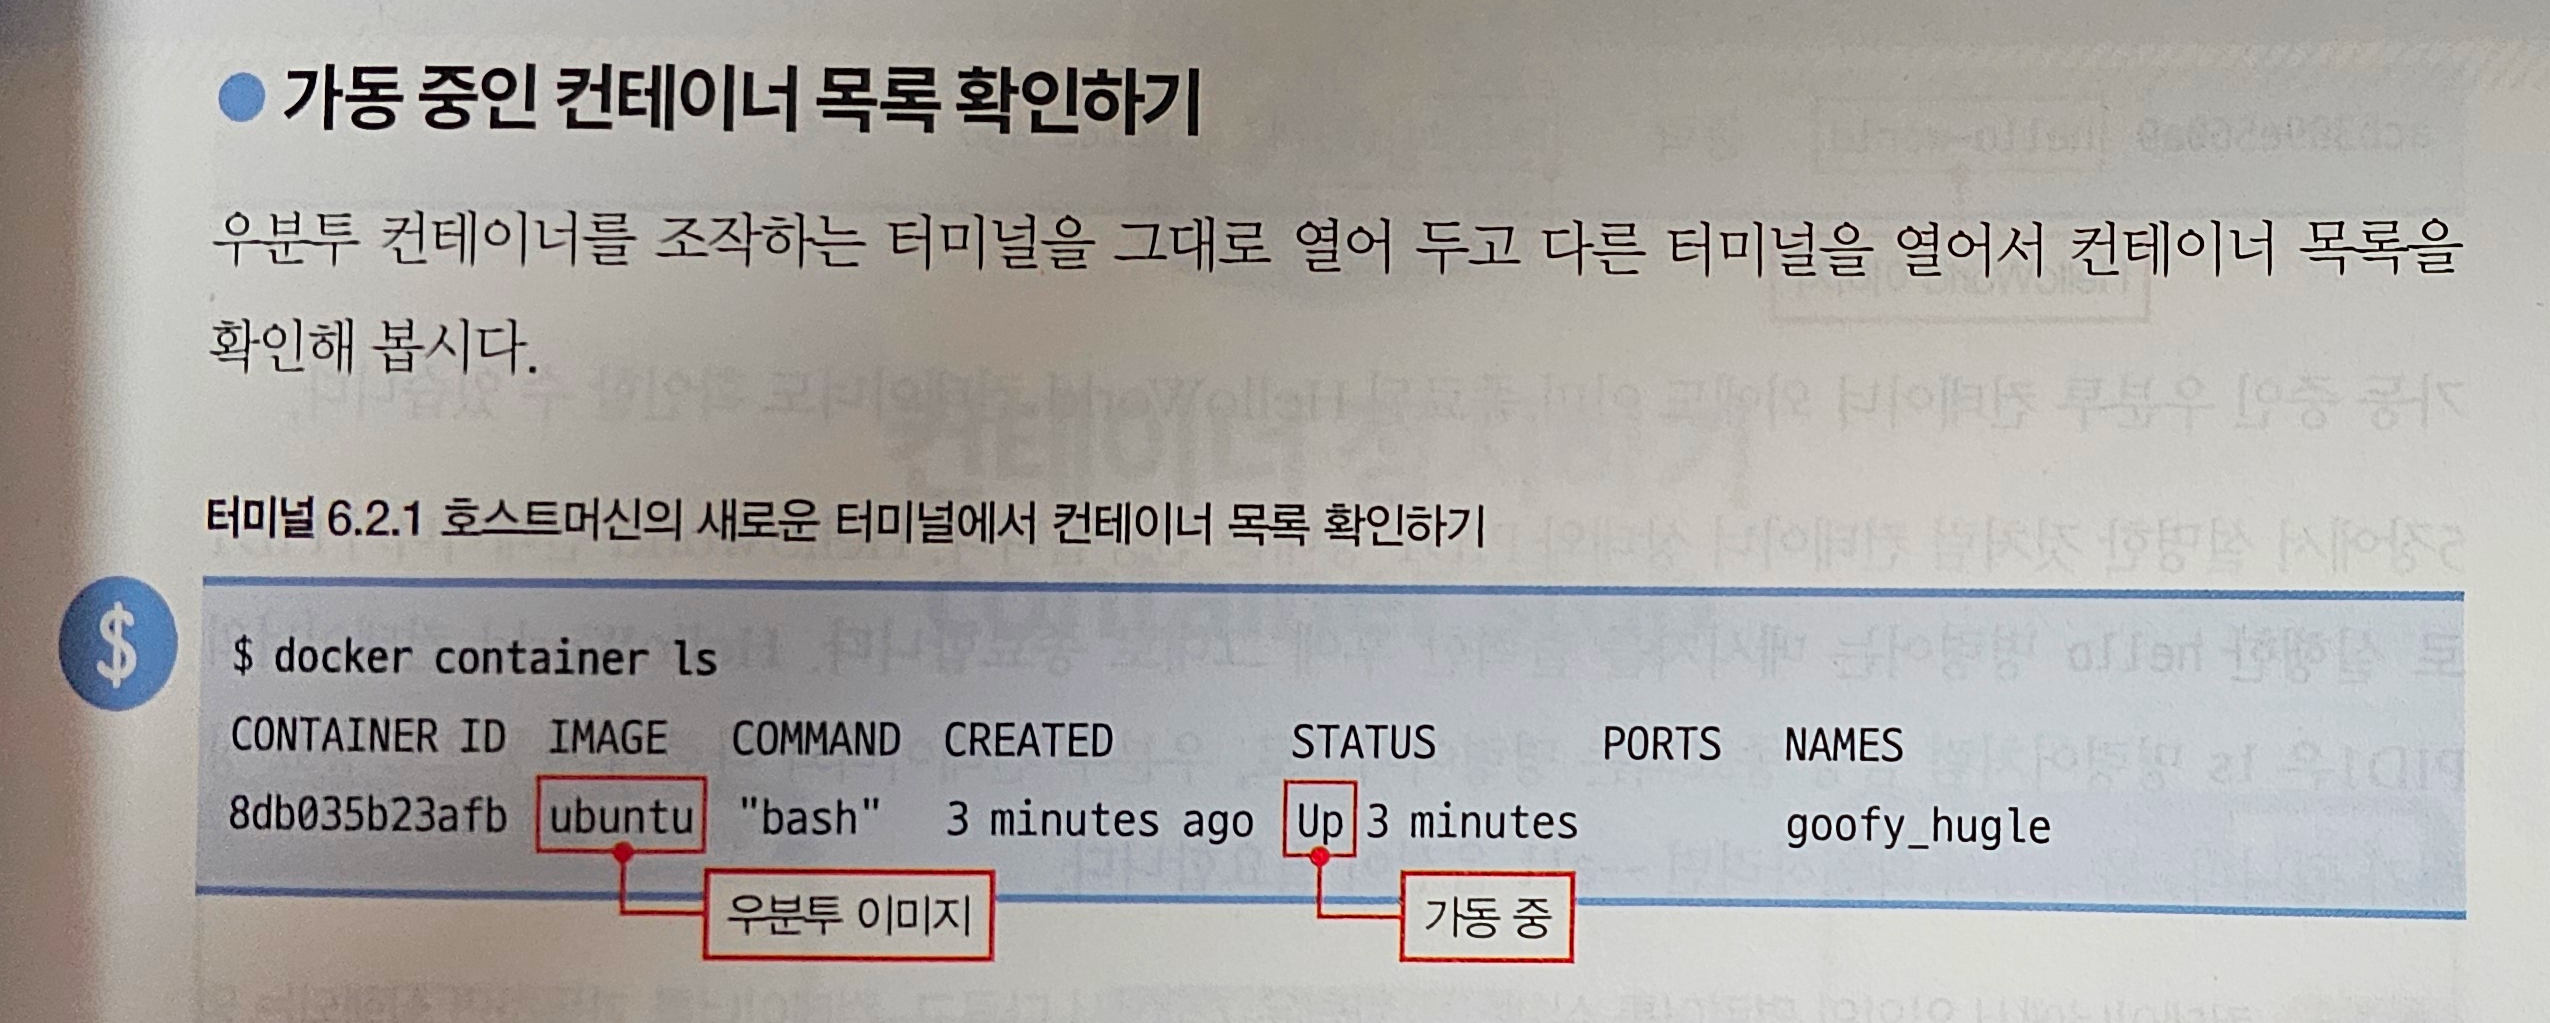 ● 가동 중인 컨테이너 목록 확인하기
우분투 컨테이너를 조작하는 터미널을 그대로 열어 두고 다른 터미널을 열어서 컨테이너 목록을
확인해 봅시다.
터미널 6.2.1 호스트머신의 새로운 터미널에서 컨테이너 목록 확인하기
$
$ docker container ls
CONTAINER ID IMAGE COMMAND CREATED STATUS PORTS NAMES
8db035b23afb ubuntu "bash" 3 minutes ago Up 3 minutes goofy_hugle
우분투 이미지 가동 중